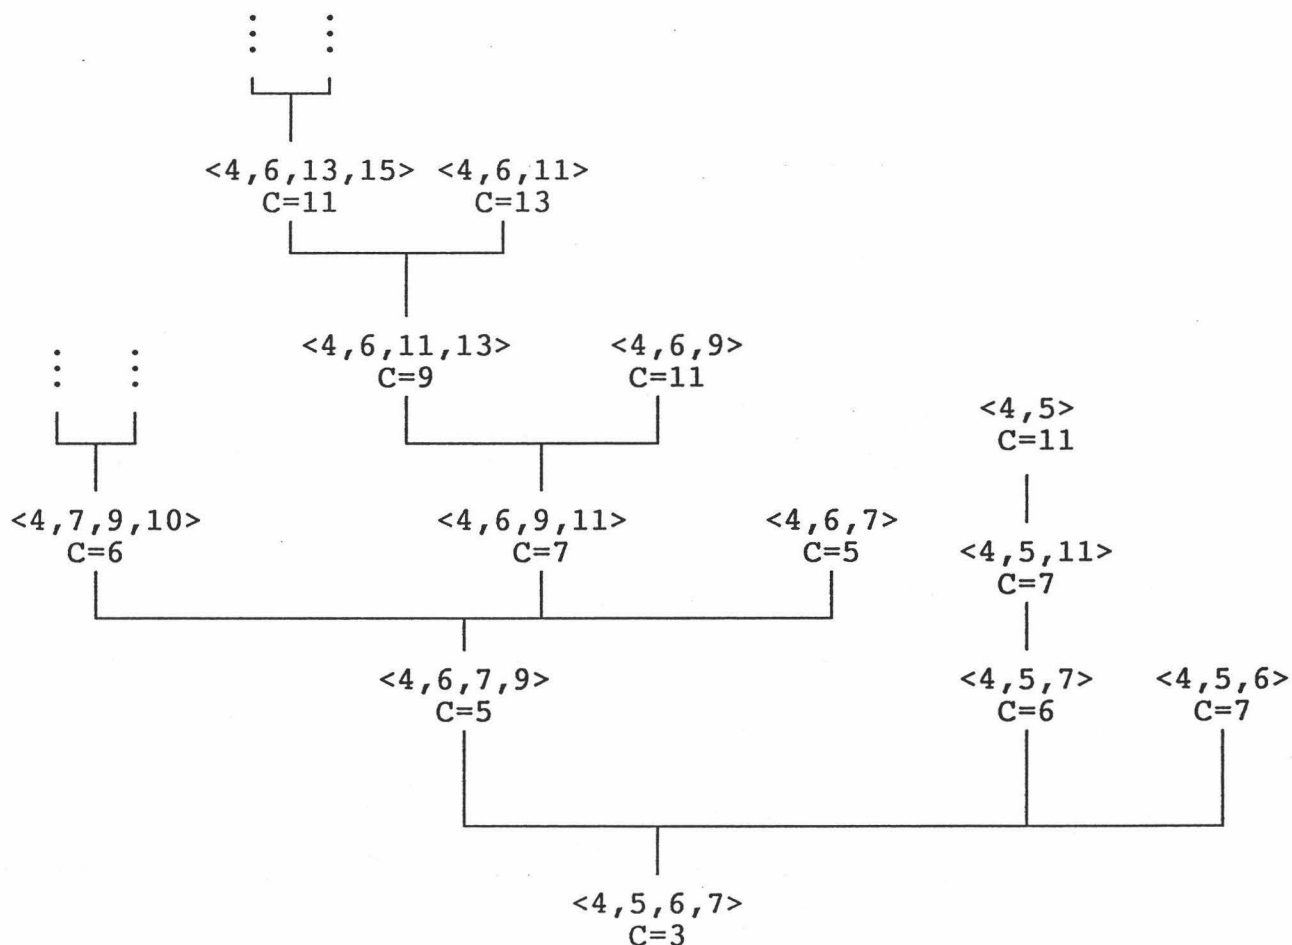 <4,6,13,15> <4,6,11>
C=11 C=13
<4,6,11,13> <4,6,9>
C=9 C=11
<4,5>
C=11
<4,7,9,10> <4,6,9,11> <4,6,7>
C=6 C=7 C=5
<4,5,11>
C=7
<4,6,7,9> <4,5,7> <4,5,6>
C=5 C=6 C=7
<4,5,6,7>
C=3